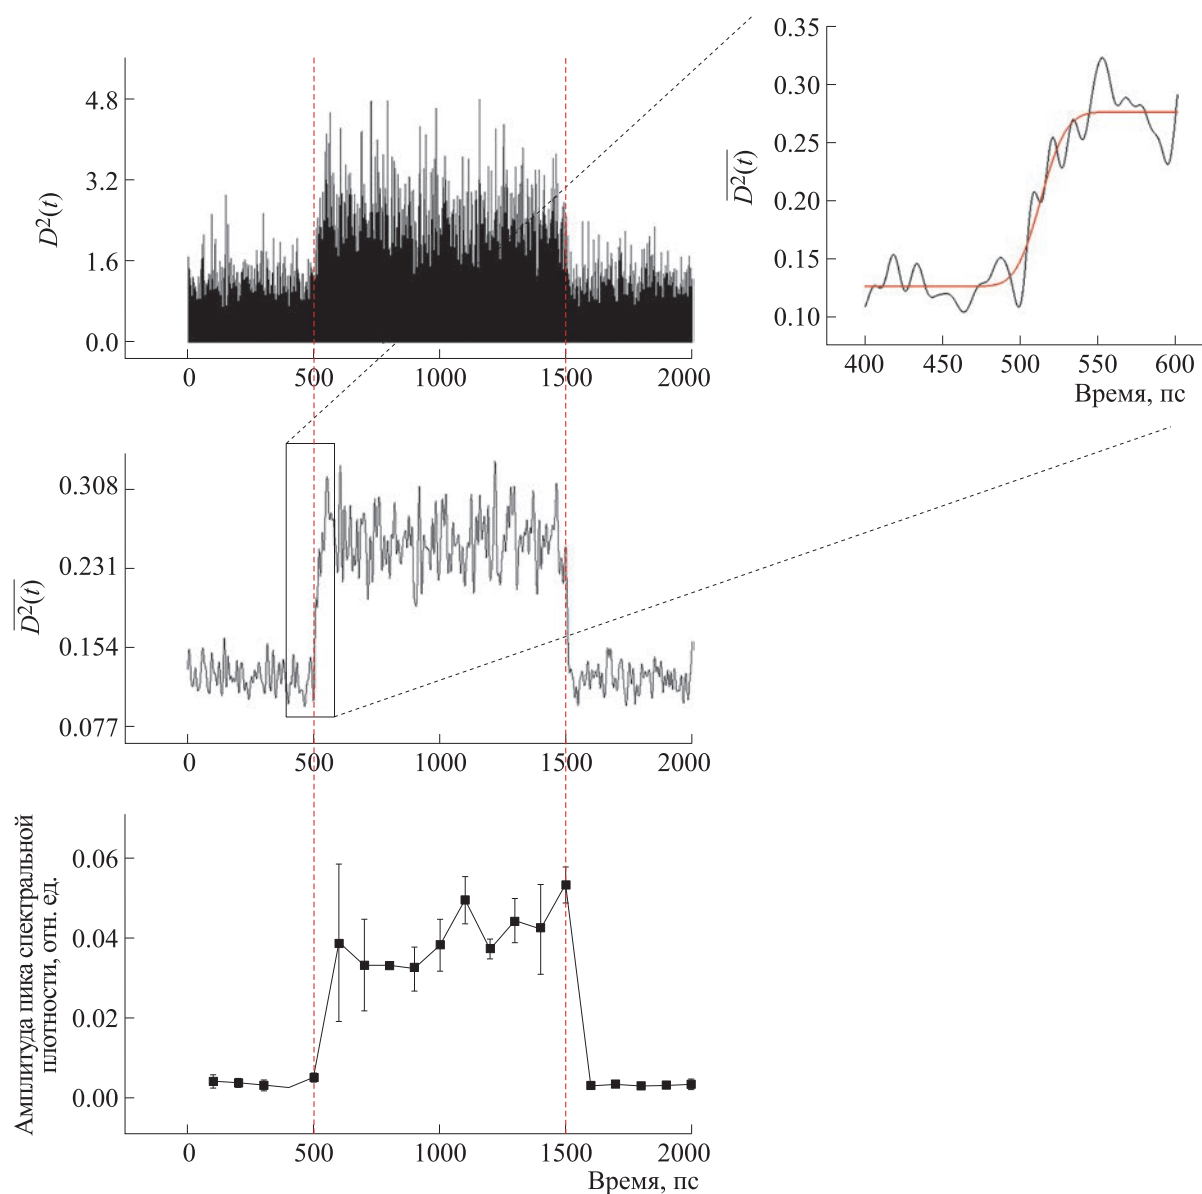 4.8
3.2
1.6
0.0
D²(t)
0 500 1000 1500 2000
0.35
0.30
0.25
0.20
0.15
0.10
D²(t)
400 450 500 550 600
Время, пс
0.308
0.231
0.154
0.077
D²(t)
0 500 1000 1500 2000
Амплитуда пика спектральной
плотности, отн. ед.
0.06
0.04
0.02
0.00
0 500 1000 1500 2000
Время, пс